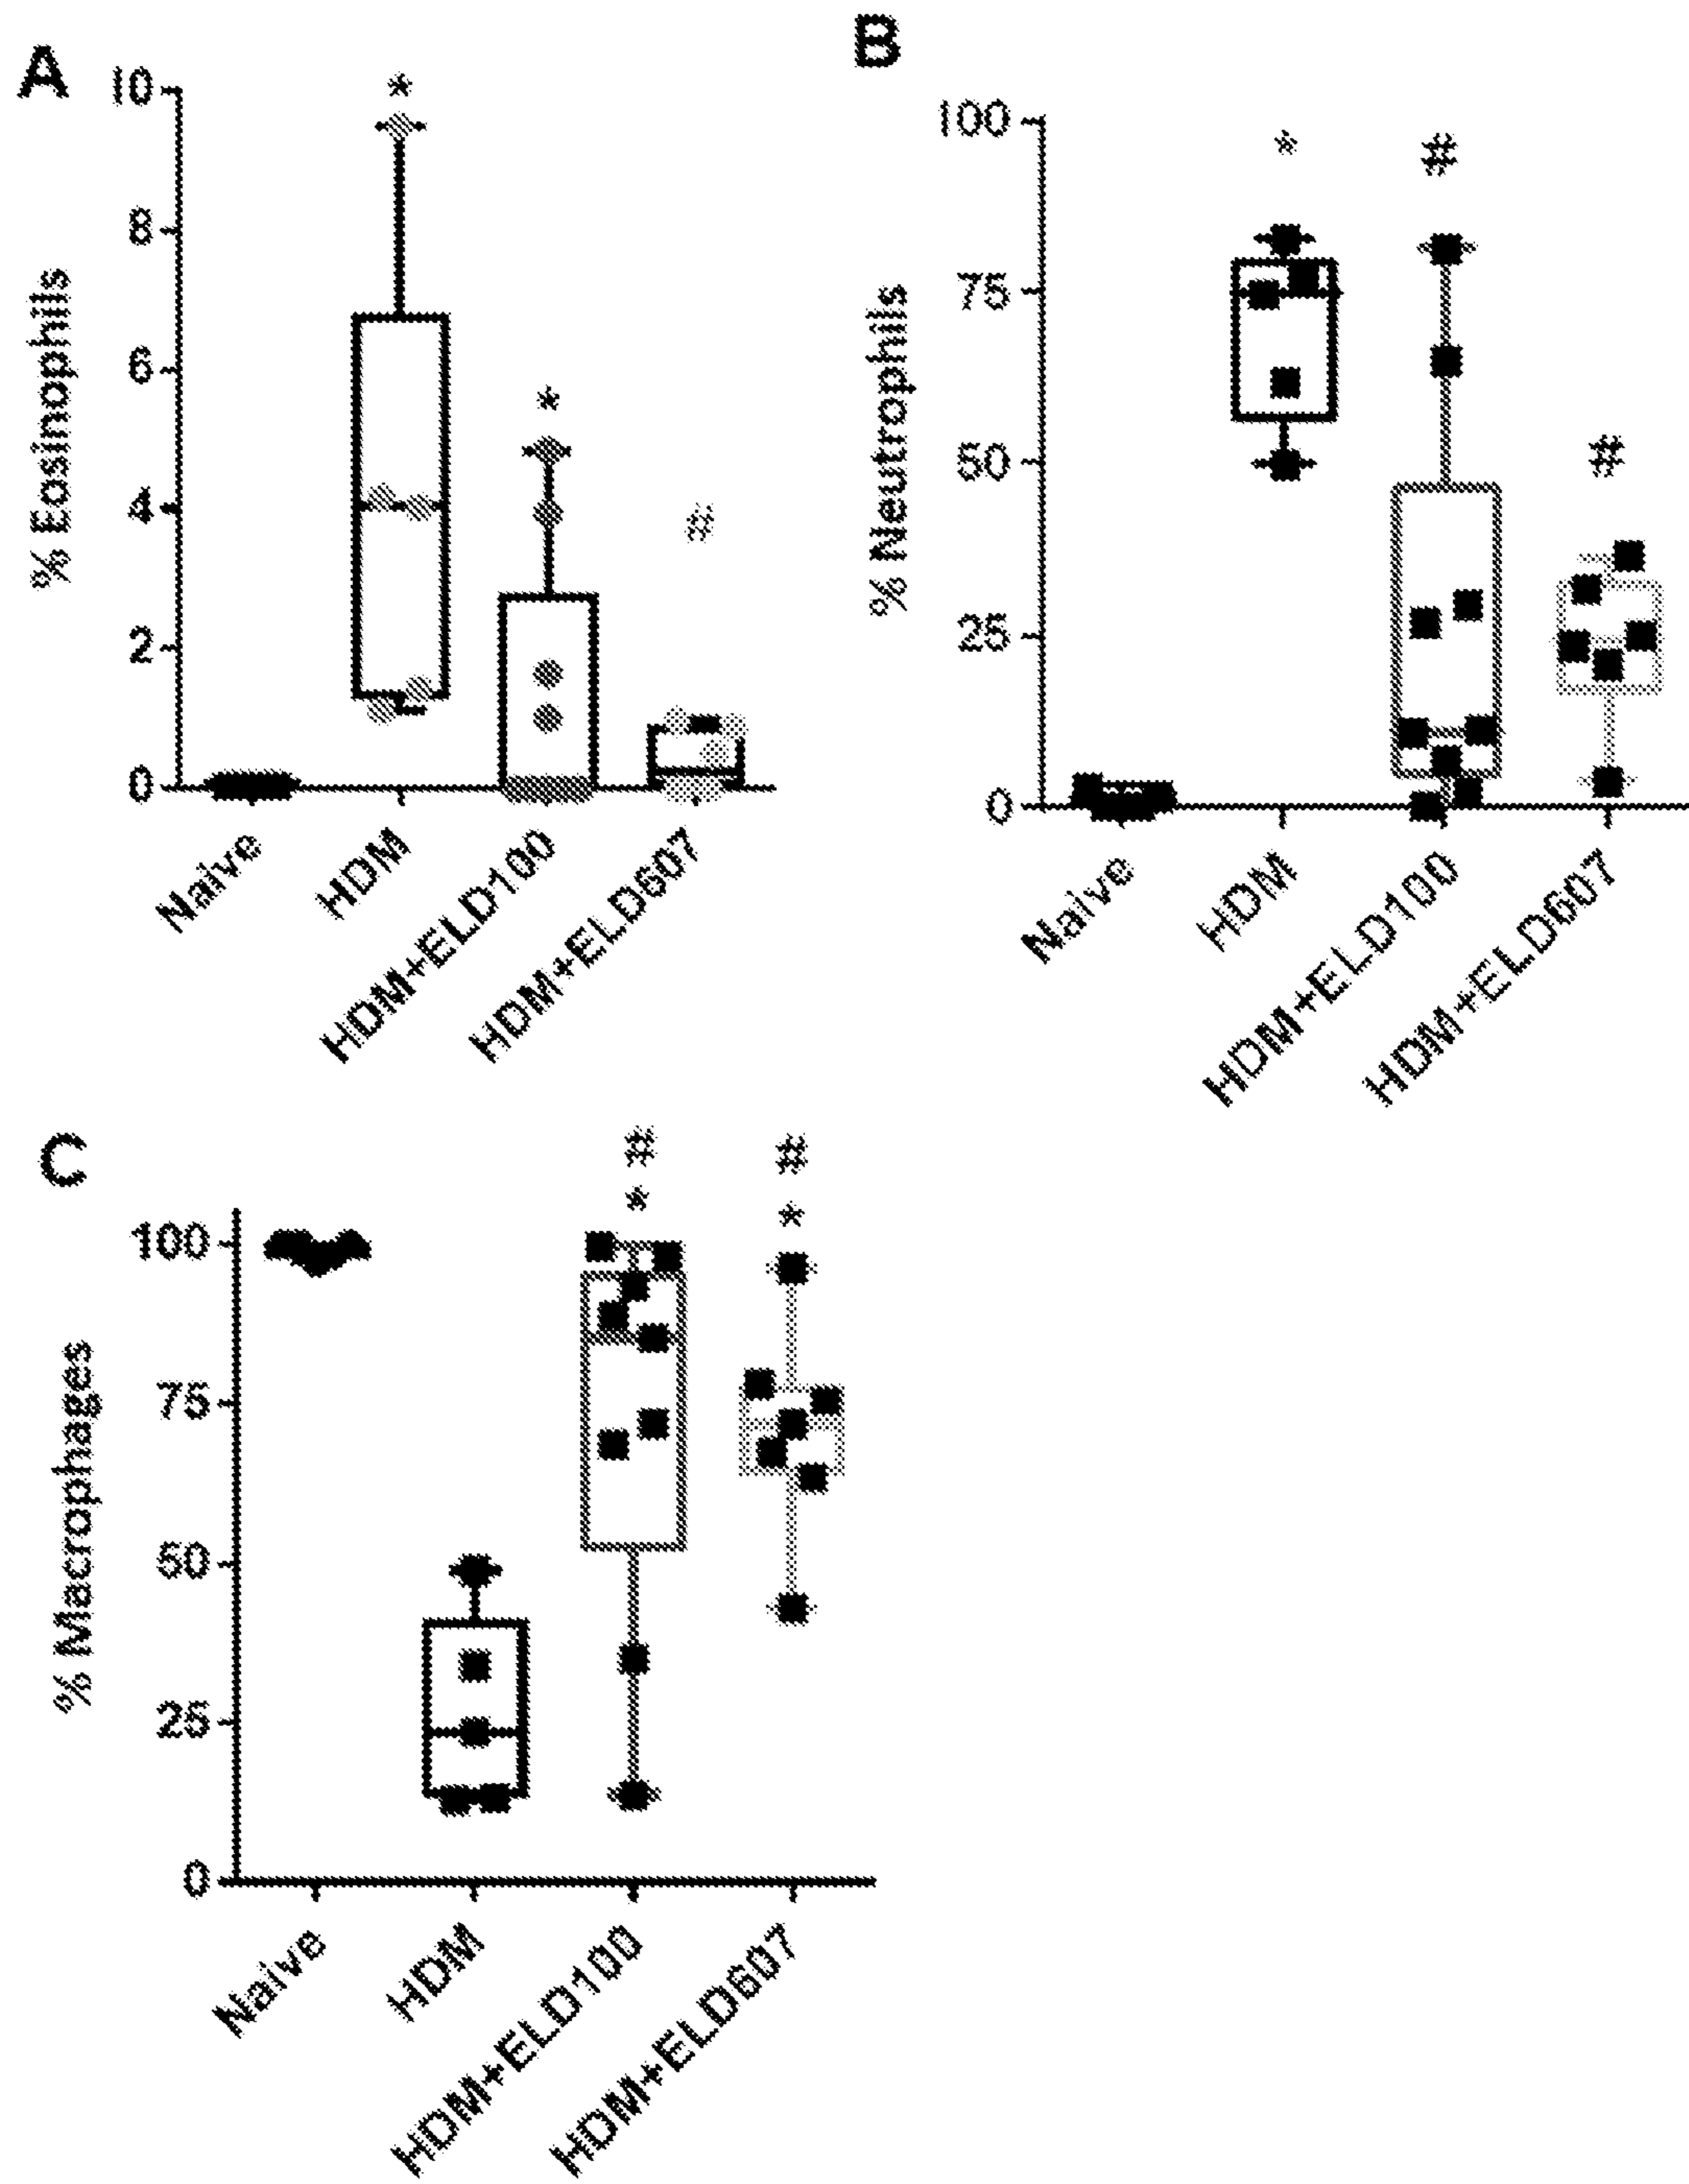 A
10
8
6
4
2
0
% Eosinophils
*
*
#
Naive
HDM
HDM+ELD100
HDM+ELD607
B
100
75
50
25
0
% Neutrophils
*
#
#
Naive
HDM
HDM+ELD100
HDM+ELD607
C
100
75
50
25
0
% Macrophages
#
*
#
*
Naive
HDM
HDM+ELD100
HDM+ELD607